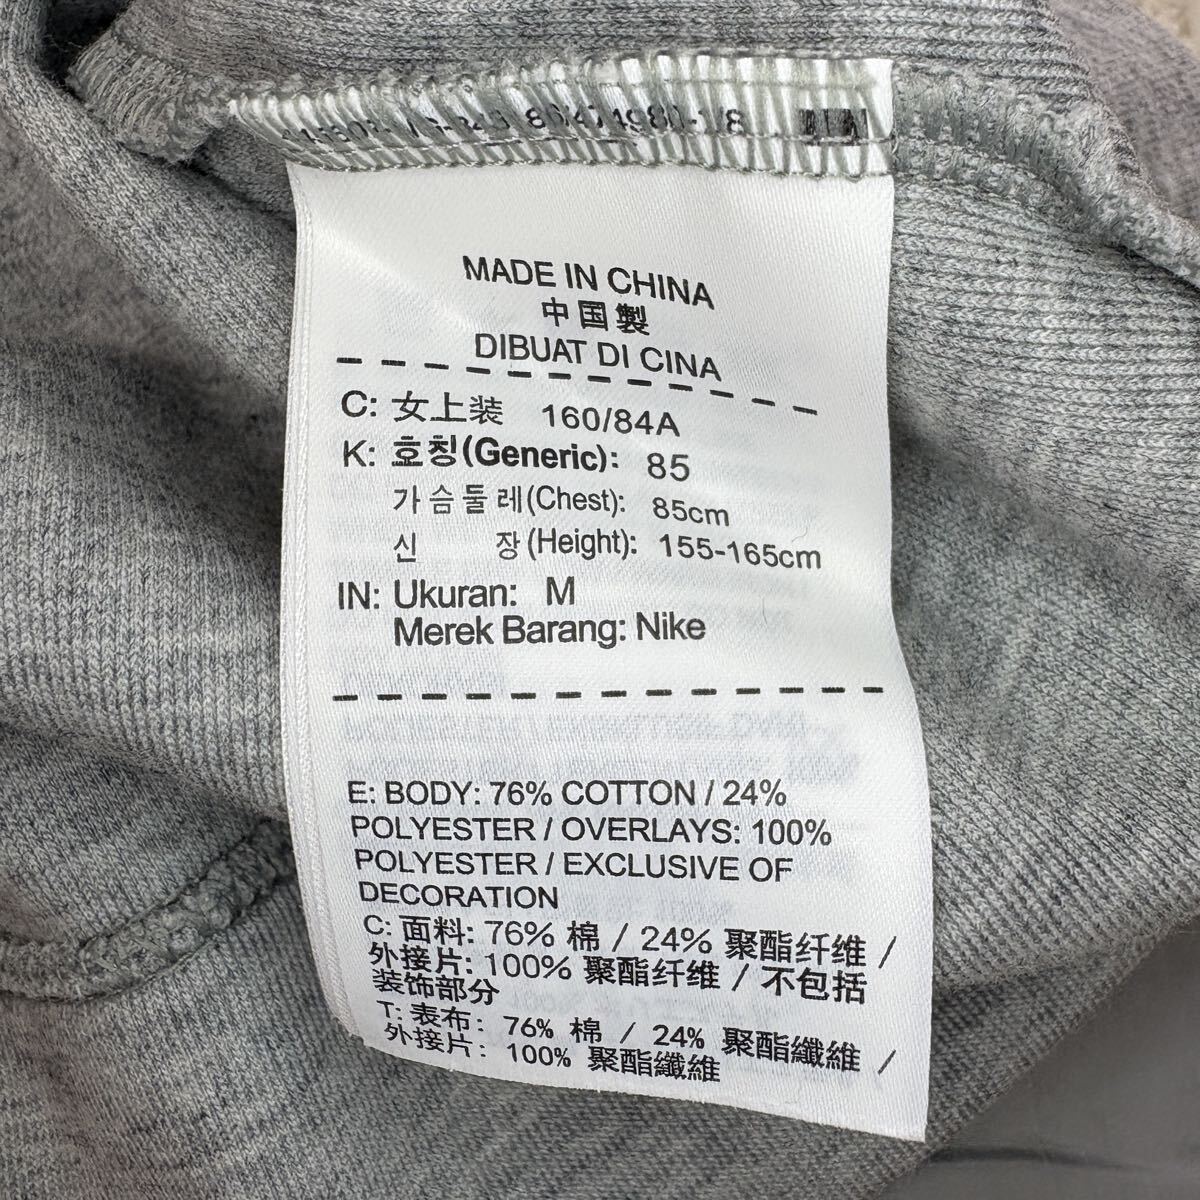 MADE IN CHINA
中国製
DIBUAT DI CINA
C: 女上装 160/84A
K: 호칭(Generic): 85
가슴둘레(Chest): 85cm
신 장(Height): 155-165cm
IN: Ukuran: M
Merek Barang: Nike
E: BODY: 76% COTTON / 24%
POLYESTER / OVERLAYS: 100%
POLYESTER / EXCLUSIVE OF
DECORATION
C: 面料: 76% 棉 / 24% 聚酯纤维 /
外接片: 100% 聚酯纤维 / 不包括
装饰部分
T: 表布: 76% 棉 / 24% 聚酯纖維 /
外接片: 100% 聚酯纖維